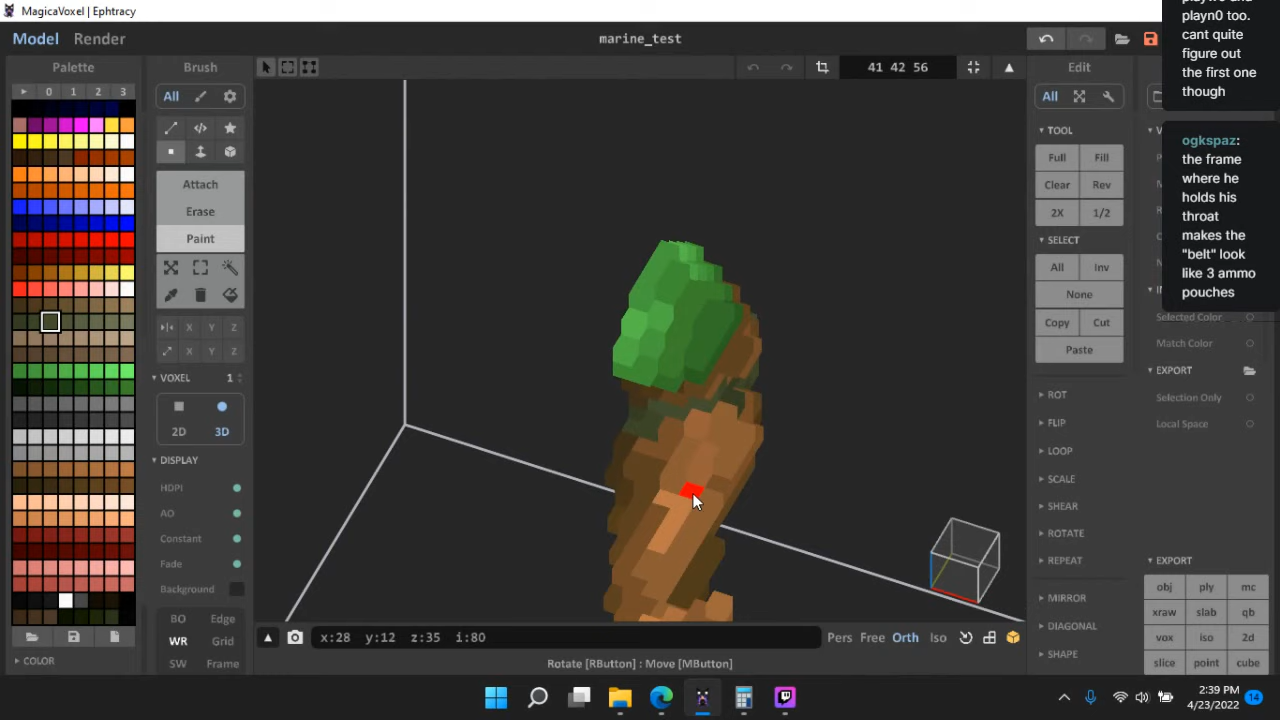 MagicaVoxel | Ephtracy
Model
Render
marine_test
Palette
0
1
2
3
COLOR
Brush
All
Attach
Erase
Paint
X
Y
Z
X
Y
Z
VOXEL
1
2D
3D
DISPLAY
HDPI
AO
Constant
Fade
Background
BO
Edge
WR
Grid
SW
Frame
41 42 56
x:28 y:12 z:35 i:80
Pers
Free
Orth
Iso
Rotate [RButton] : Move [MButton]
Edit
All
TOOL
Full
Fill
Clear
Rev
2X
1/2
SELECT
All
Inv
None
Copy
Cut
Paste
ROT
FLIP
LOOP
SCALE
SHEAR
ROTATE
REPEAT
MIRROR
DIAGONAL
SHAPE
playn0 too.
cant quite
figure out
the first one
though
ogkspaz:
the frame
where he
holds his
throat
makes the
"belt" look
like 3 ammo
pouches
Selected Color
Match Color
EXPORT
Selection Only
Local Space
EXPORT
obj
ply
mc
xraw
slab
qb
vox
iso
2d
slice
point
cube
2:39 PM
4/23/2022
14